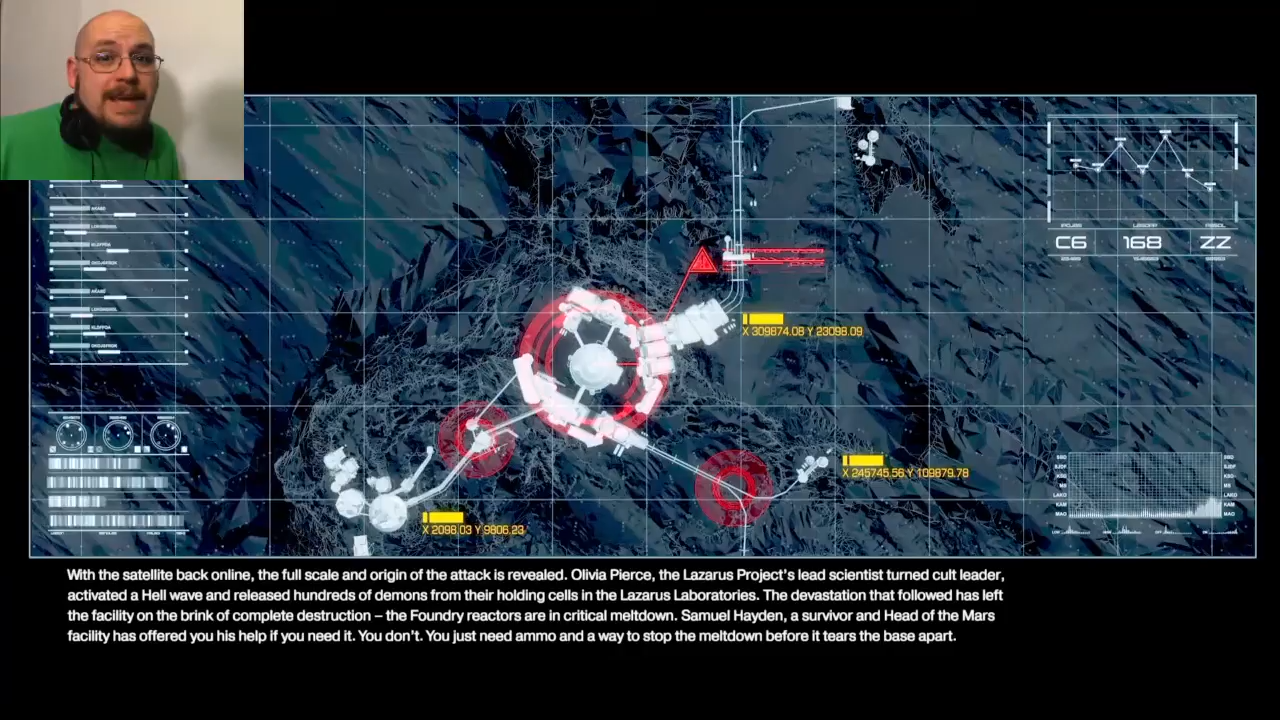 C6 168 ZZ
X 309874.08 Y 23098.09
X 245745.56 Y 109879.78
X 2098.03 Y 9806.23
With the satellite back online, the full scale and origin of the attack is revealed. Olivia Pierce, the Lazarus Project's lead scientist turned cult leader,
activated a Hell wave and released hundreds of demons from their holding cells in the Lazarus Laboratories. The devastation that followed has left
the facility on the brink of complete destruction – the Foundry reactors are in critical meltdown. Samuel Hayden, a survivor and Head of the Mars
facility has offered you his help if you need it. You don't. You just need ammo and a way to stop the meltdown before it tears the base apart.